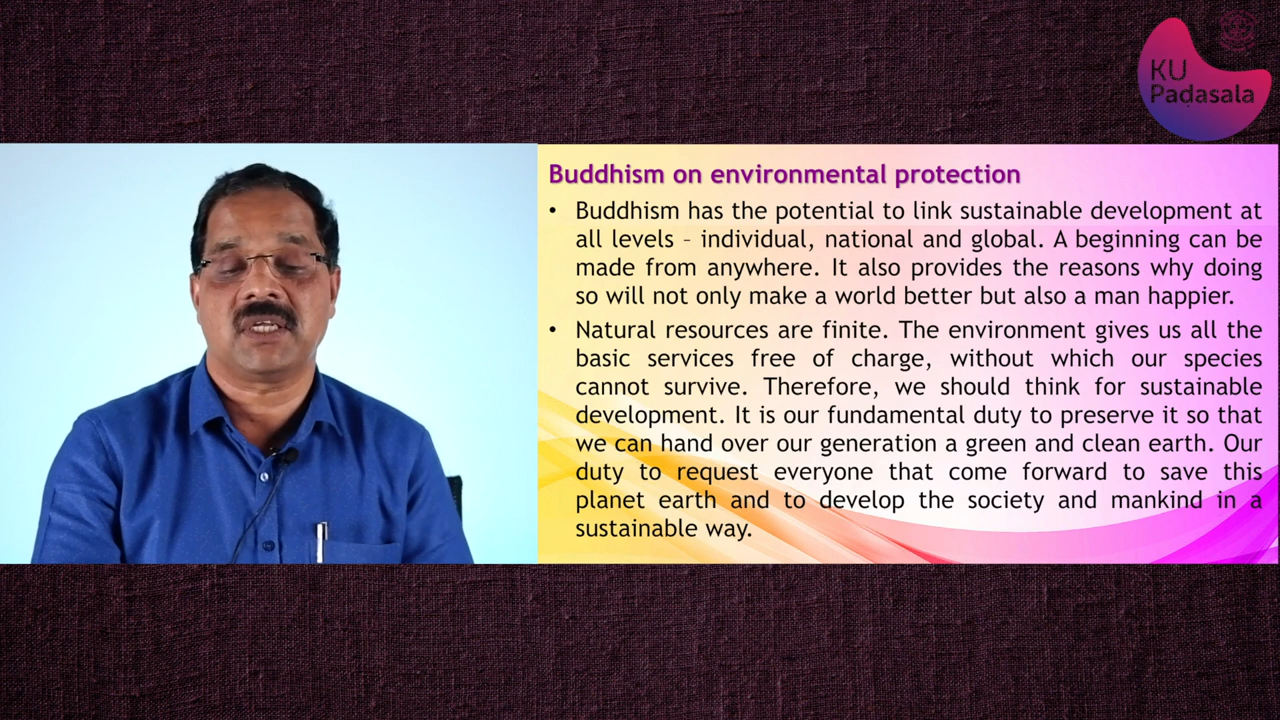 KU
Padasala
Buddhism on environmental protection
• Buddhism has the potential to link sustainable development at
all levels – individual, national and global. A beginning can be
made from anywhere. It also provides the reasons why doing
so will not only make a world better but also a man happier.
• Natural resources are finite. The environment gives us all the
basic services free of charge, without which our species
cannot survive. Therefore, we should think for sustainable
development. It is our fundamental duty to preserve it so that
we can hand over our generation a green and clean earth. Our
duty to request everyone that come forward to save this
planet earth and to develop the society and mankind in a
sustainable way.